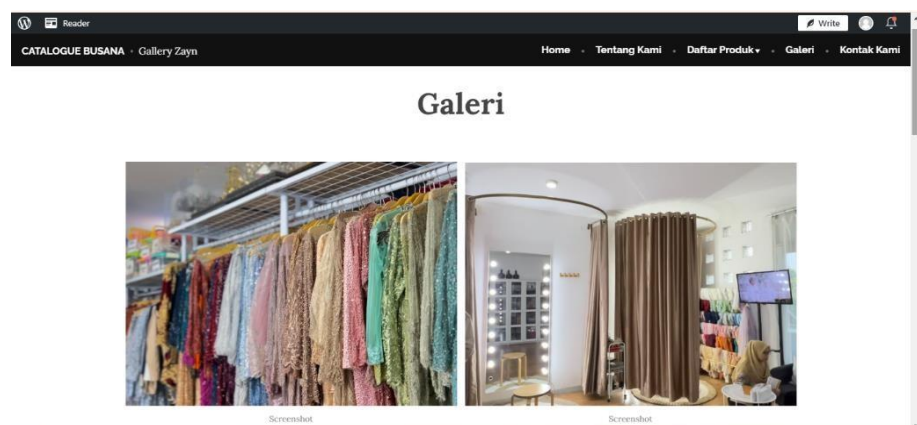 Reader
Write
CATALOGUE BUSANA · Gallery Zayn
Home · Tentang Kami · Daftar Produk ▾ · Galeri · Kontak Kami
Galeri
Screenshot
Screenshot